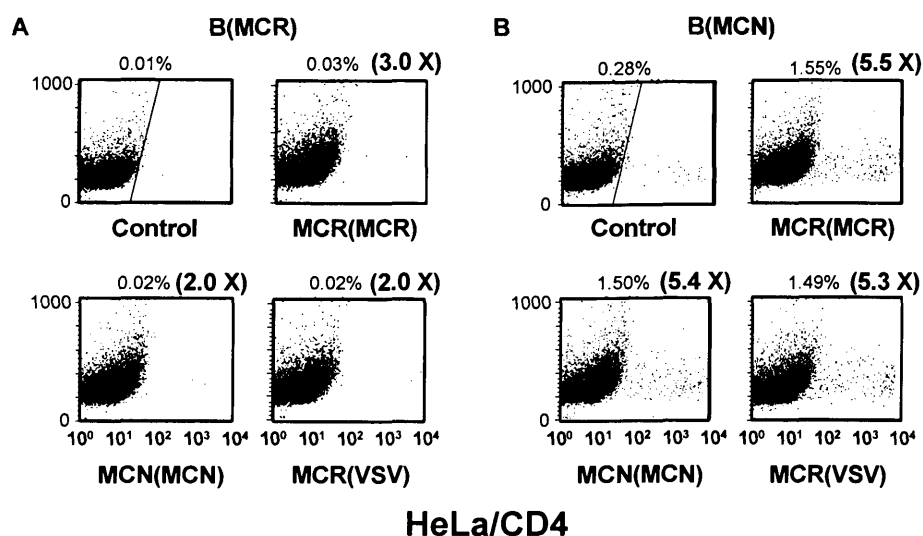 A B(MCR)
0.01% 0.03% (3.0 X)
1000
0
Control MCR(MCR)
0.02% (2.0 X) 0.02% (2.0 X)
1000
0
10⁰ 10¹ 10² 10³ 10⁴ 10⁰ 10¹ 10² 10³ 10⁴
MCN(MCN) MCR(VSV)
B B(MCN)
0.28% 1.55% (5.5 X)
1000
0
Control MCR(MCR)
1.50% (5.4 X) 1.49% (5.3 X)
1000
0
10⁰ 10¹ 10² 10³ 10⁴ 10⁰ 10¹ 10² 10³ 10⁴
MCN(MCN) MCR(VSV)
HeLa/CD4